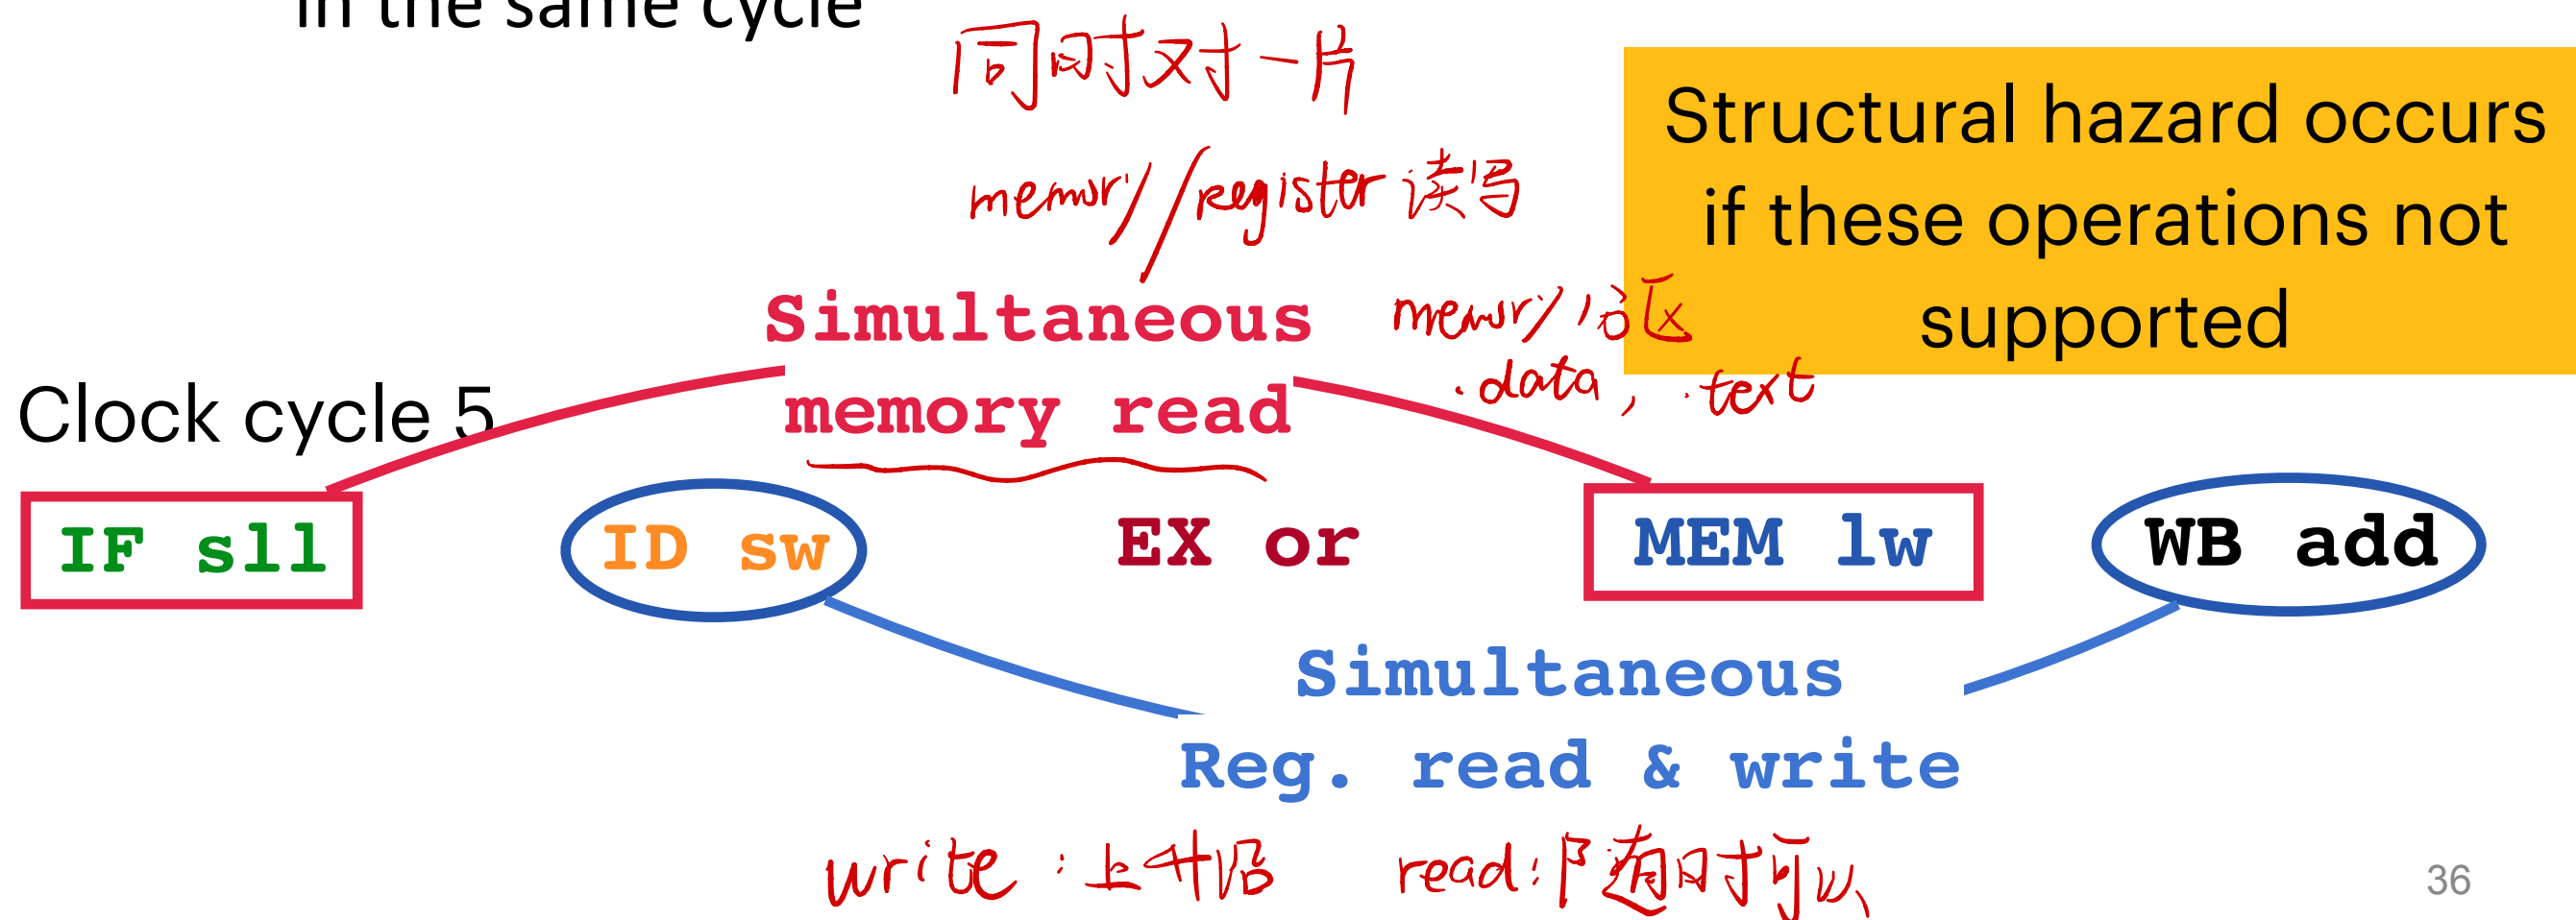 in the same cycle
同时对一片
memory/register 读写
Structural hazard occurs
if these operations not
supported
Simultaneous
memory read
memory 分区
.data, .text
Clock cycle 5
IF sll
ID sw
EX or
MEM lw
WB add
Simultaneous
Reg. read & write
write : 上升沿
read: 随时可以
36